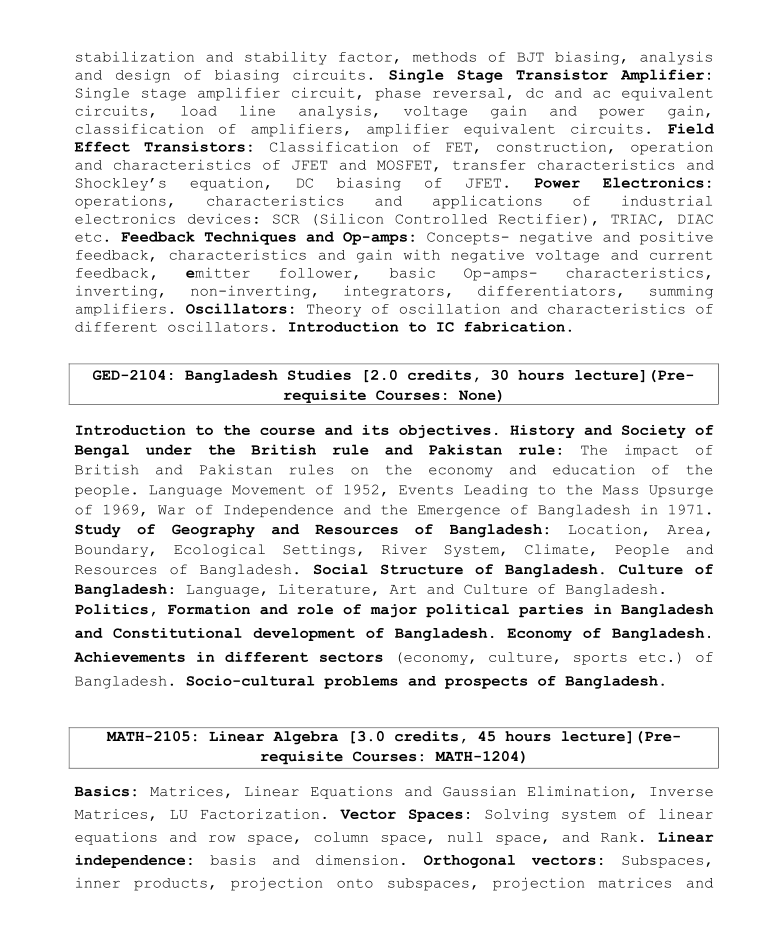 stabilization and stability factor, methods of BJT biasing, analysis
and design of biasing circuits. Single Stage Transistor Amplifier:
Single stage amplifier circuit, phase reversal, dc and ac equivalent
circuits, load line analysis, voltage gain and power gain,
classification of amplifiers, amplifier equivalent circuits. Field
Effect Transistors: Classification of FET, construction, operation
and characteristics of JFET and MOSFET, transfer characteristics and
Shockley’s equation, DC biasing of JFET. Power Electronics:
operations, characteristics and applications of industrial
electronics devices: SCR (Silicon Controlled Rectifier), TRIAC, DIAC
etc. Feedback Techniques and Op-amps: Concepts- negative and positive
feedback, characteristics and gain with negative voltage and current
feedback, emitter follower, basic Op-amps- characteristics,
inverting, non-inverting, integrators, differentiators, summing
amplifiers. Oscillators: Theory of oscillation and characteristics of
different oscillators. Introduction to IC fabrication.
GED-2104: Bangladesh Studies [2.0 credits, 30 hours lecture](Pre-
requisite Courses: None)
Introduction to the course and its objectives. History and Society of
Bengal under the British rule and Pakistan rule: The impact of
British and Pakistan rules on the economy and education of the
people. Language Movement of 1952, Events Leading to the Mass Upsurge
of 1969, War of Independence and the Emergence of Bangladesh in 1971.
Study of Geography and Resources of Bangladesh: Location, Area,
Boundary, Ecological Settings, River System, Climate, People and
Resources of Bangladesh. Social Structure of Bangladesh. Culture of
Bangladesh: Language, Literature, Art and Culture of Bangladesh.
Politics, Formation and role of major political parties in Bangladesh
and Constitutional development of Bangladesh. Economy of Bangladesh.
Achievements in different sectors (economy, culture, sports etc.) of
Bangladesh. Socio-cultural problems and prospects of Bangladesh.
MATH-2105: Linear Algebra [3.0 credits, 45 hours lecture](Pre-
requisite Courses: MATH-1204)
Basics: Matrices, Linear Equations and Gaussian Elimination, Inverse
Matrices, LU Factorization. Vector Spaces: Solving system of linear
equations and row space, column space, null space, and Rank. Linear
independence: basis and dimension. Orthogonal vectors: Subspaces,
inner products, projection onto subspaces, projection matrices and